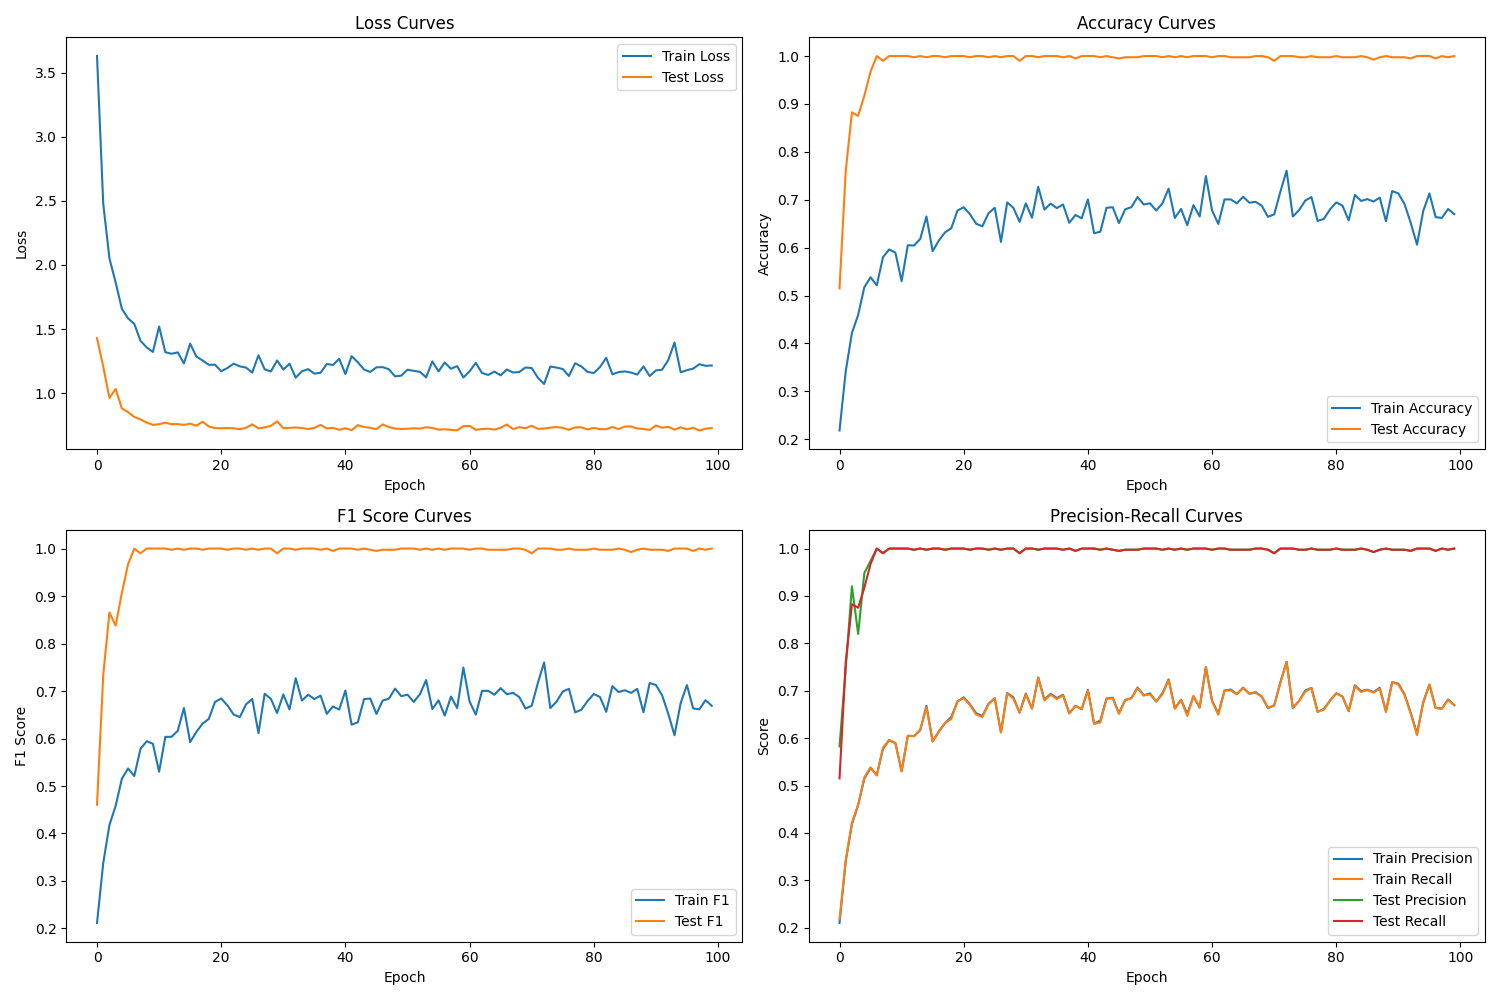 Loss Curves
3.5
3.0
2.5
2.0
1.5
1.0
Loss
Train Loss
Test Loss
0 20 40 60 80 100
Epoch
Accuracy Curves
1.0
0.9
0.8
0.7
0.6
0.5
0.4
0.3
0.2
Accuracy
Train Accuracy
Test Accuracy
0 20 40 60 80 100
Epoch
F1 Score Curves
1.0
0.9
0.8
0.7
0.6
0.5
0.4
0.3
0.2
F1 Score
Train F1
Test F1
0 20 40 60 80 100
Epoch
Precision-Recall Curves
1.0
0.9
0.8
0.7
0.6
0.5
0.4
0.3
0.2
Score
Train Precision
Train Recall
Test Precision
Test Recall
0 20 40 60 80 100
Epoch